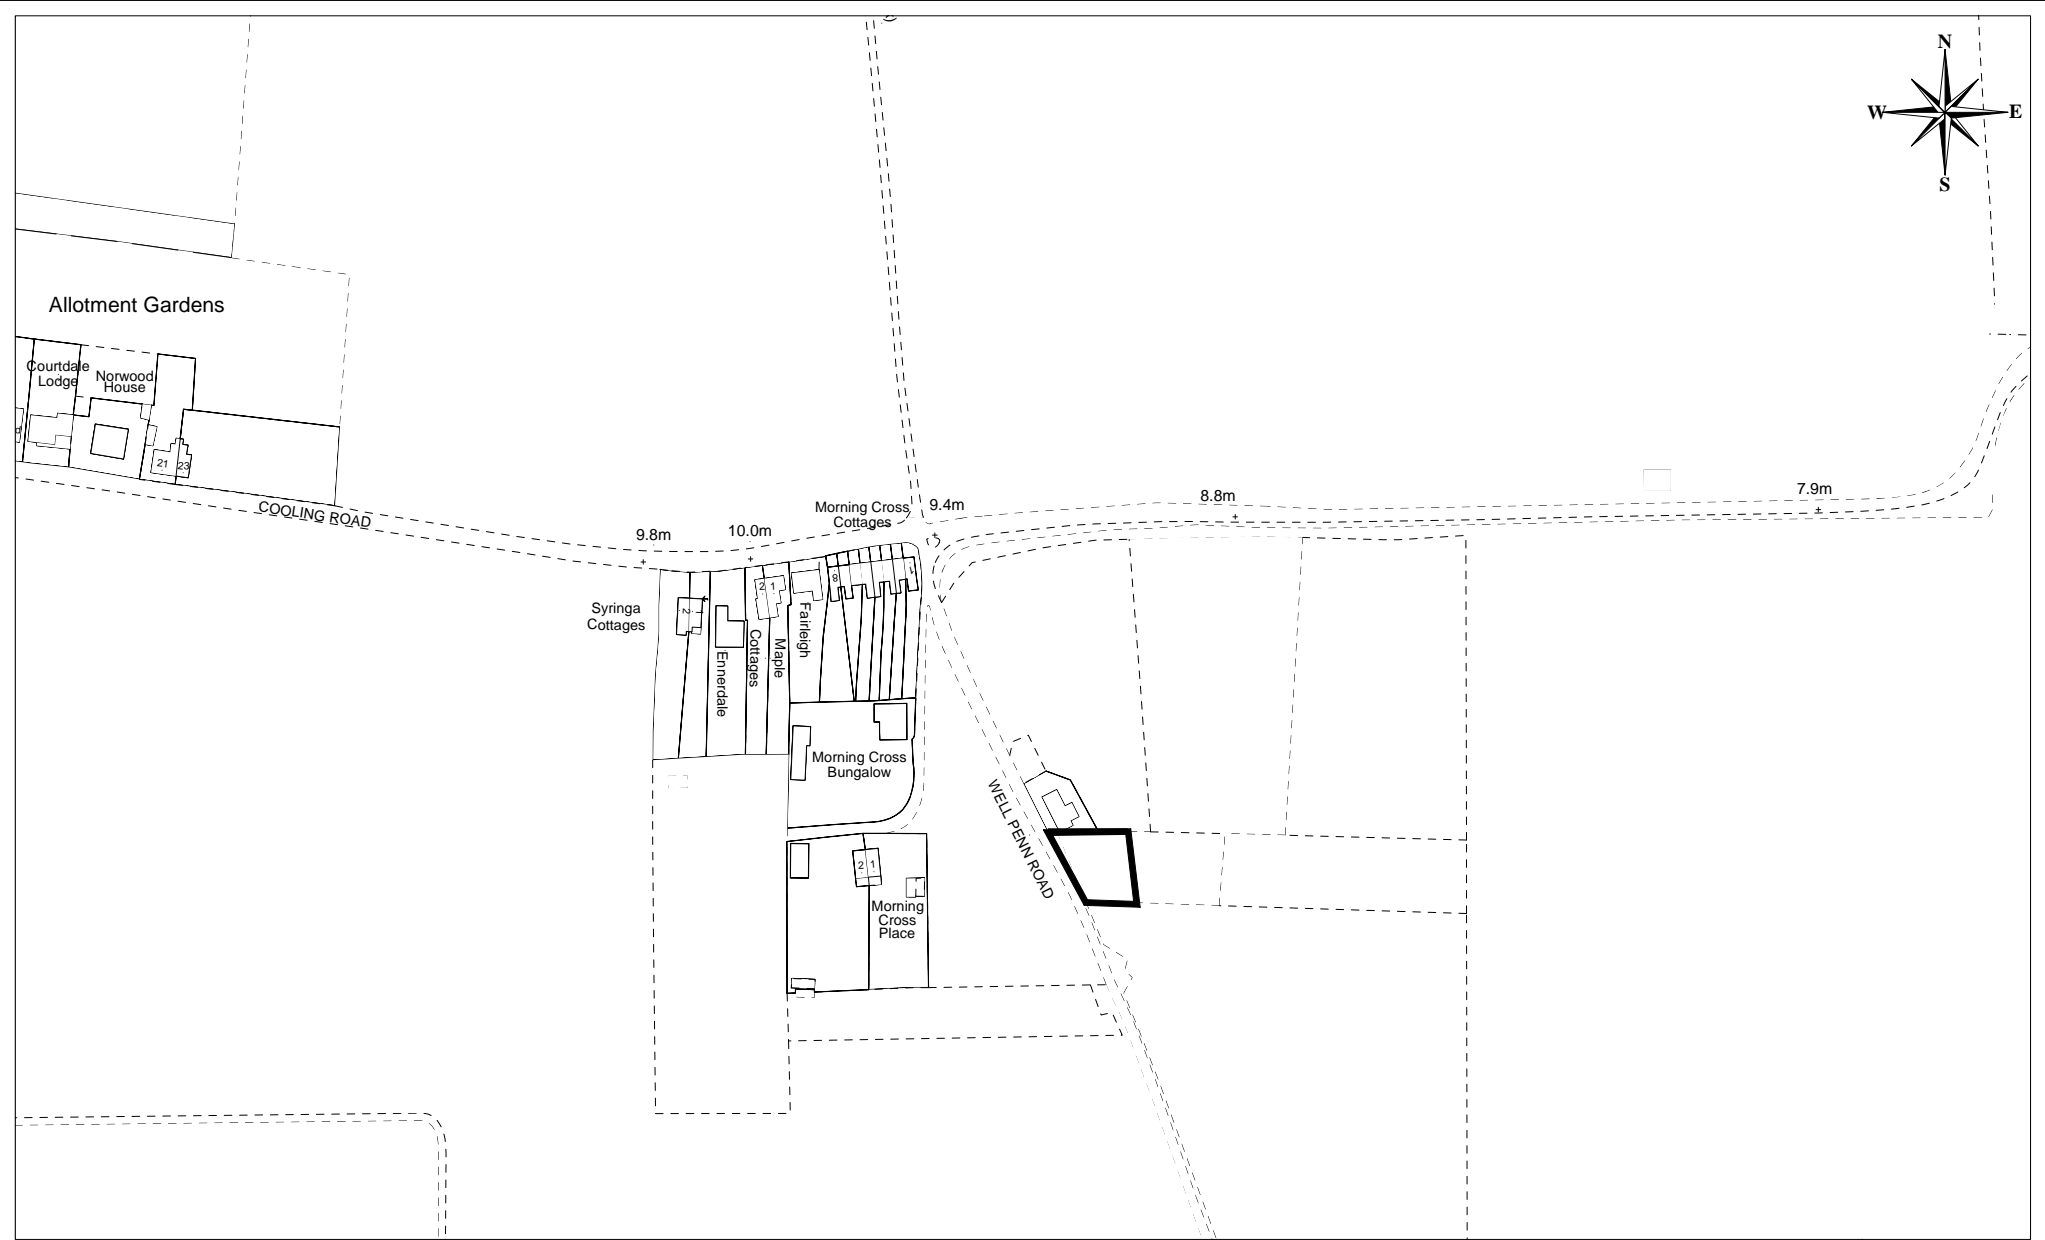 N
W
E
S
Allotment Gardens
Courtdale
Lodge
Norwood
House
21
23
COOLING ROAD
9.8m
10.0m
Morning Cross
Cottages
9.4m
8.8m
7.9m
Syringa
Cottages
2
1
Ennerdale
2
1
Cottages
Maple
Fairleigh
8
1
Morning Cross
Bungalow
WELL PENN ROAD
2
1
Morning
Cross
Place